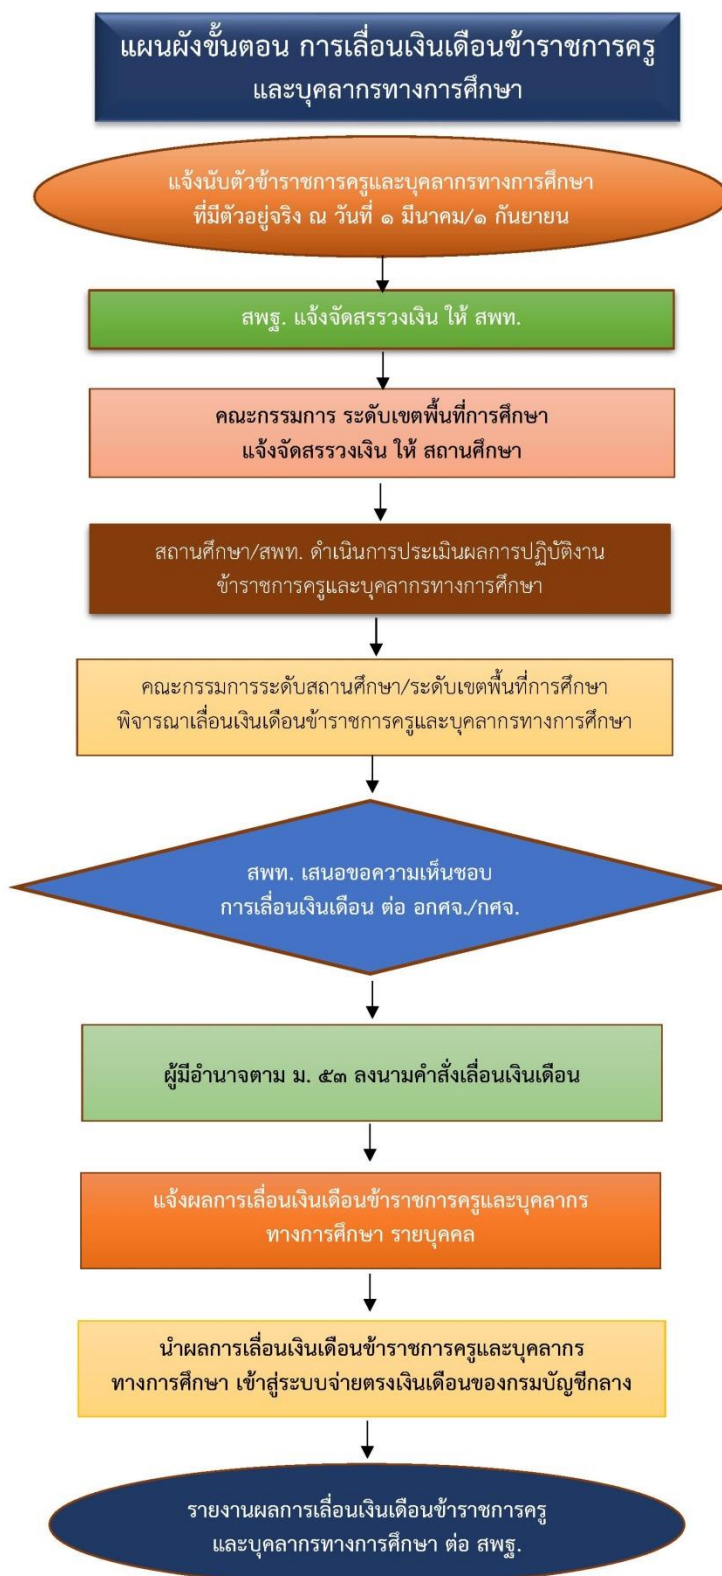 แผนผังขั้นตอน การเลื่อนเงินเดือนข้าราชการครู
และบุคลากรทางการศึกษา
แจ้งนับตัวข้าราชการครูและบุคลากรทางการศึกษา
ที่มีตัวอยู่จริง ณ วันที่ ๑ มีนาคม/๑ กันยายน
สพฐ. แจ้งจัดสรรวงเงิน ให้ สพท.
คณะกรรมการ ระดับเขตพื้นที่การศึกษา
แจ้งจัดสรรวงเงิน ให้ สถานศึกษา
สถานศึกษา/สพท. ดำเนินการประเมินผลการปฏิบัติงาน
ข้าราชการครูและบุคลากรทางการศึกษา
คณะกรรมการระดับสถานศึกษา/ระดับเขตพื้นที่การศึกษา
พิจารณาเลื่อนเงินเดือนข้าราชการครูและบุคลากรทางการศึกษา
สพท. เสนอขอความเห็นชอบ
การเลื่อนเงินเดือน ต่อ อกศจ./กศจ.
ผู้มีอำนาจตาม ม. ๕๓ ลงนามคำสั่งเลื่อนเงินเดือน
แจ้งผลการเลื่อนเงินเดือนข้าราชการครูและบุคลากร
ทางการศึกษา รายบุคคล
นำผลการเลื่อนเงินเดือนข้าราชการครูและบุคลากร
ทางการศึกษา เข้าสู่ระบบจ่ายตรงเงินเดือนของกรมบัญชีกลาง
รายงานผลการเลื่อนเงินเดือนข้าราชการครู
และบุคลากรทางการศึกษา ต่อ สพฐ.